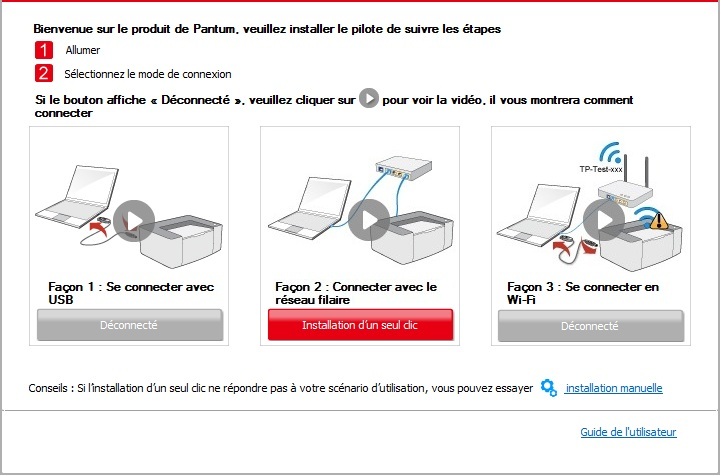 Bienvenue sur le produit de Pantum, veuillez installer le pilote de suivre les étapes
1 Allumer
2 Sélectionnez le mode de connexion
Si le bouton affiche « Déconnecté », veuillez cliquer sur pour voir la vidéo, il vous montrera comment
connecter
TP-Test-xxx
Façon 1 : Se connecter avec
USB
Déconnecté
Façon 2 : Connecter avec le
réseau filaire
Installation d'un seul clic
Façon 3 : Se connecter en
Wi-Fi
Déconnecté
Conseils : Si l'installation d'un seul clic ne répondre pas à votre scénario d'utilisation, vous pouvez essayer installation manuelle
Guide de l'utilisateur